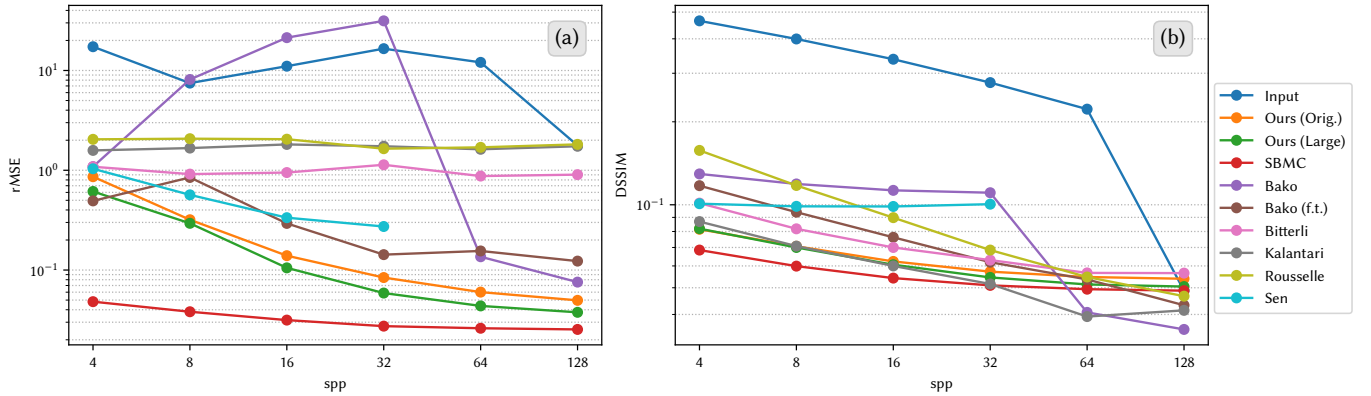 (a)
rMSE
10¹
10⁰
10⁻¹
4 8 16 32 64 128
spp
(b)
DSSIM
10⁻¹
4 8 16 32 64 128
spp
Input
Ours (Orig.)
Ours (Large)
SBMC
Bako
Bako (f.t.)
Bitterli
Kalantari
Rousselle
Sen